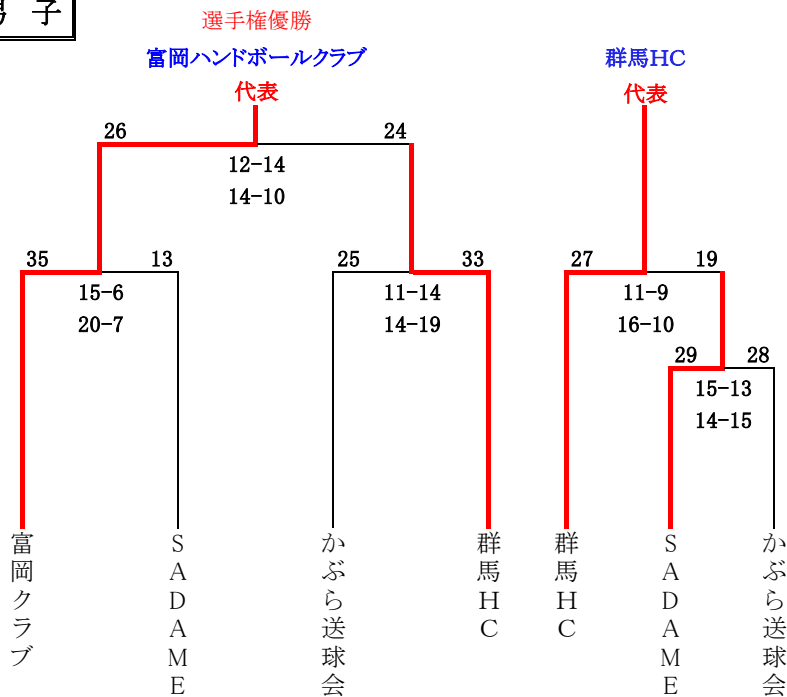 男 子
選手権優勝
富岡ハンドボールクラブ
群馬HC
代表
代表
26
24
12-14
14-10
35
13
25
33
27
19
15-6
20-7
11-14
14-19
11-9
16-10
29
28
15-13
14-15
富岡クラブ
SADAME
かぶら送球会
群馬HC
群馬HC
SADAME
かぶら送球会